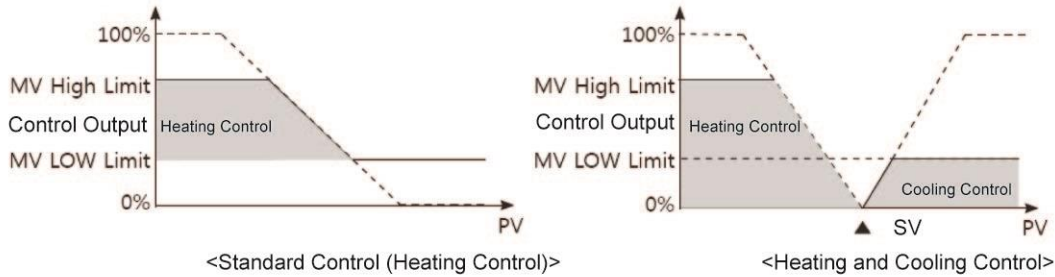 100%
MV High Limit
Control Output
Heating Control
MV LOW Limit
0%
PV
<Standard Control (Heating Control)>
100%
MV High Limit
Control Output
Heating Control
MV LOW Limit
Cooling Control
0%
▲ SV
PV
<Heating and Cooling Control>